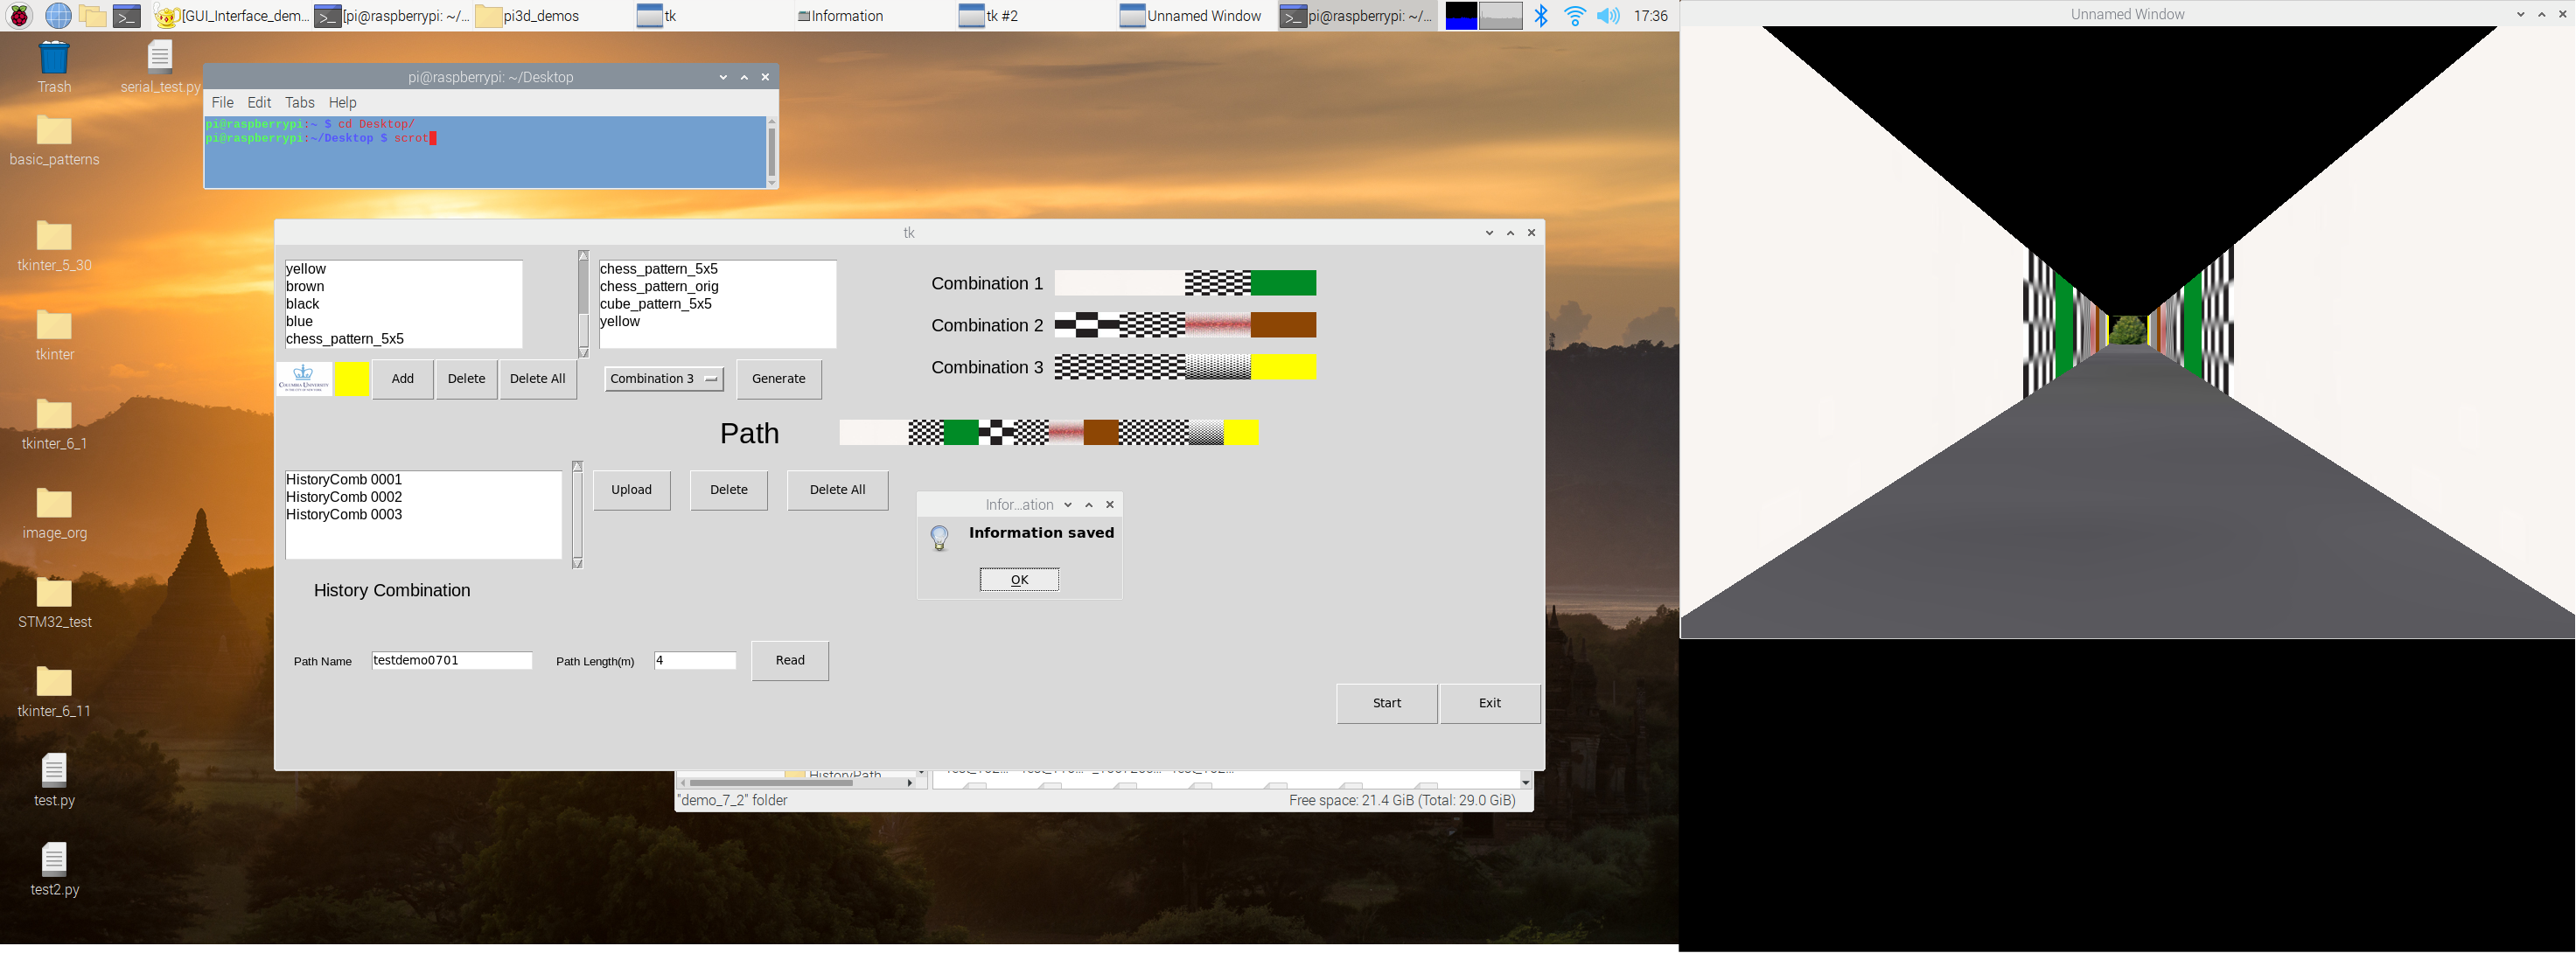 [GUI_Interface_dem...
[pi@raspberrypi: ~/...
pi3d_demos
tk
Information
tk #2
Unnamed Window
pi@raspberrypi: ~/...
17:36
Unnamed Window
Trash
serial_test.py
basic_patterns
tkinter_5_30
tkinter
tkinter_6_1
image_org
STM32_test
tkinter_6_11
test.py
test2.py
pi@raspberrypi: ~/Desktop
File Edit Tabs Help
pi@raspberrypi:~ $ cd Desktop/
pi@raspberrypi:~/Desktop $ scrot
tk
yellow
brown
black
blue
chess_pattern_5x5
chess_pattern_5x5
chess_pattern_orig
cube_pattern_5x5
yellow
Combination 1
Combination 2
Combination 3
COLUMBIA UNIVERSITY
Add
Delete
Delete All
Combination 3
Generate
Path
HistoryComb 0001
HistoryComb 0002
HistoryComb 0003
Upload
Delete
Delete All
Infor...ation
Information saved
OK
History Combination
Path Name
testdemo0701
Path Length(m)
4
Read
Start
Exit
HistoryPath
"demo_7_2" folder
Free space: 21.4 GiB (Total: 29.0 GiB)